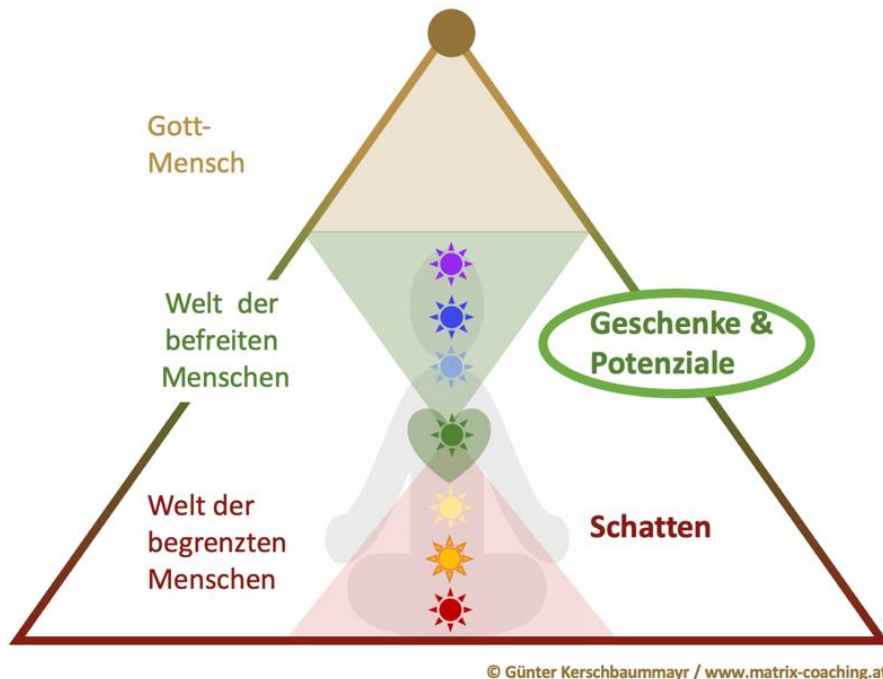 Gott-
Mensch
Welt der
befreiten
Menschen
Geschenke &
Potenziale
Welt der
begrenzten
Menschen
Schatten
© Günter Kerschbaummayr / www.matrix-coaching.at